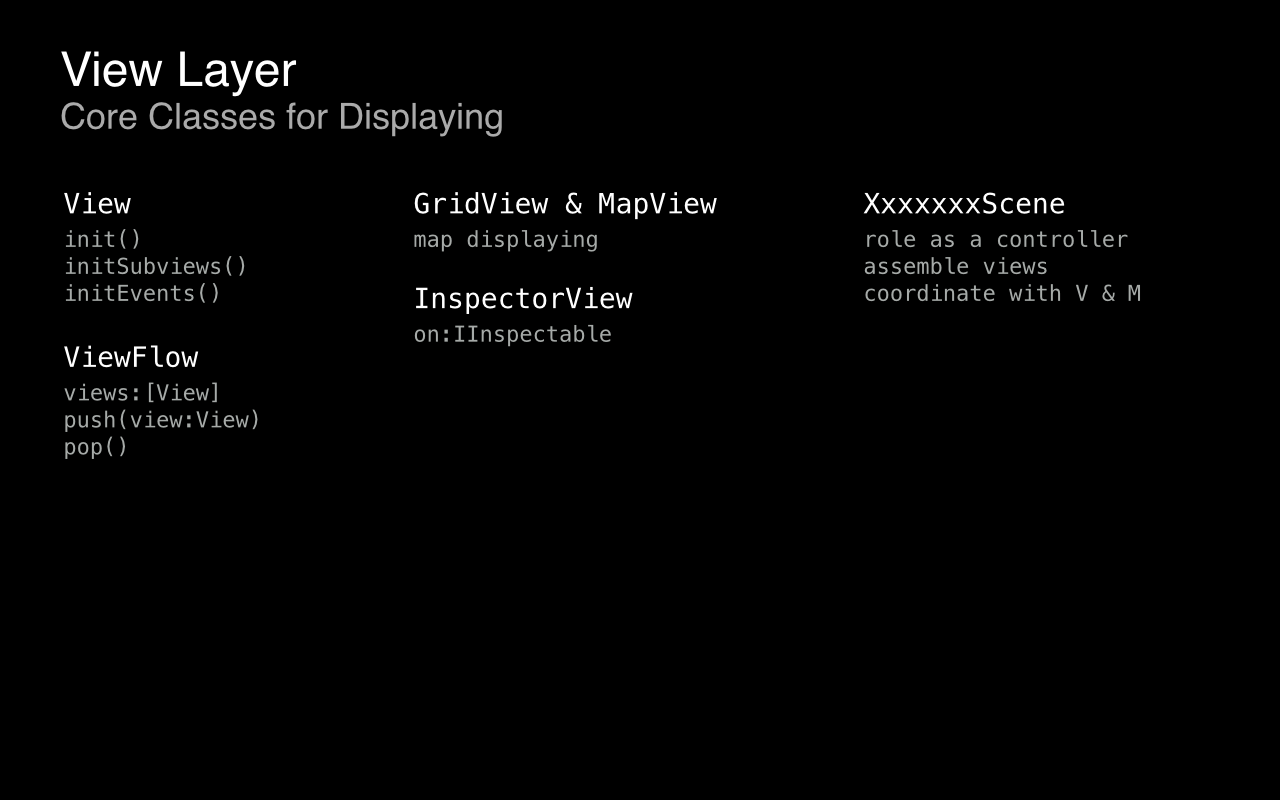 View Layer
Core Classes for Displaying
View
init()
initSubviews()
initEvents()
ViewFlow
views:[View]
push(view:View)
pop()
GridView & MapView
map displaying
InspectorView
on:IInspectable
XxxxxxxScene
role as a controller
assemble views
coordinate with V & M